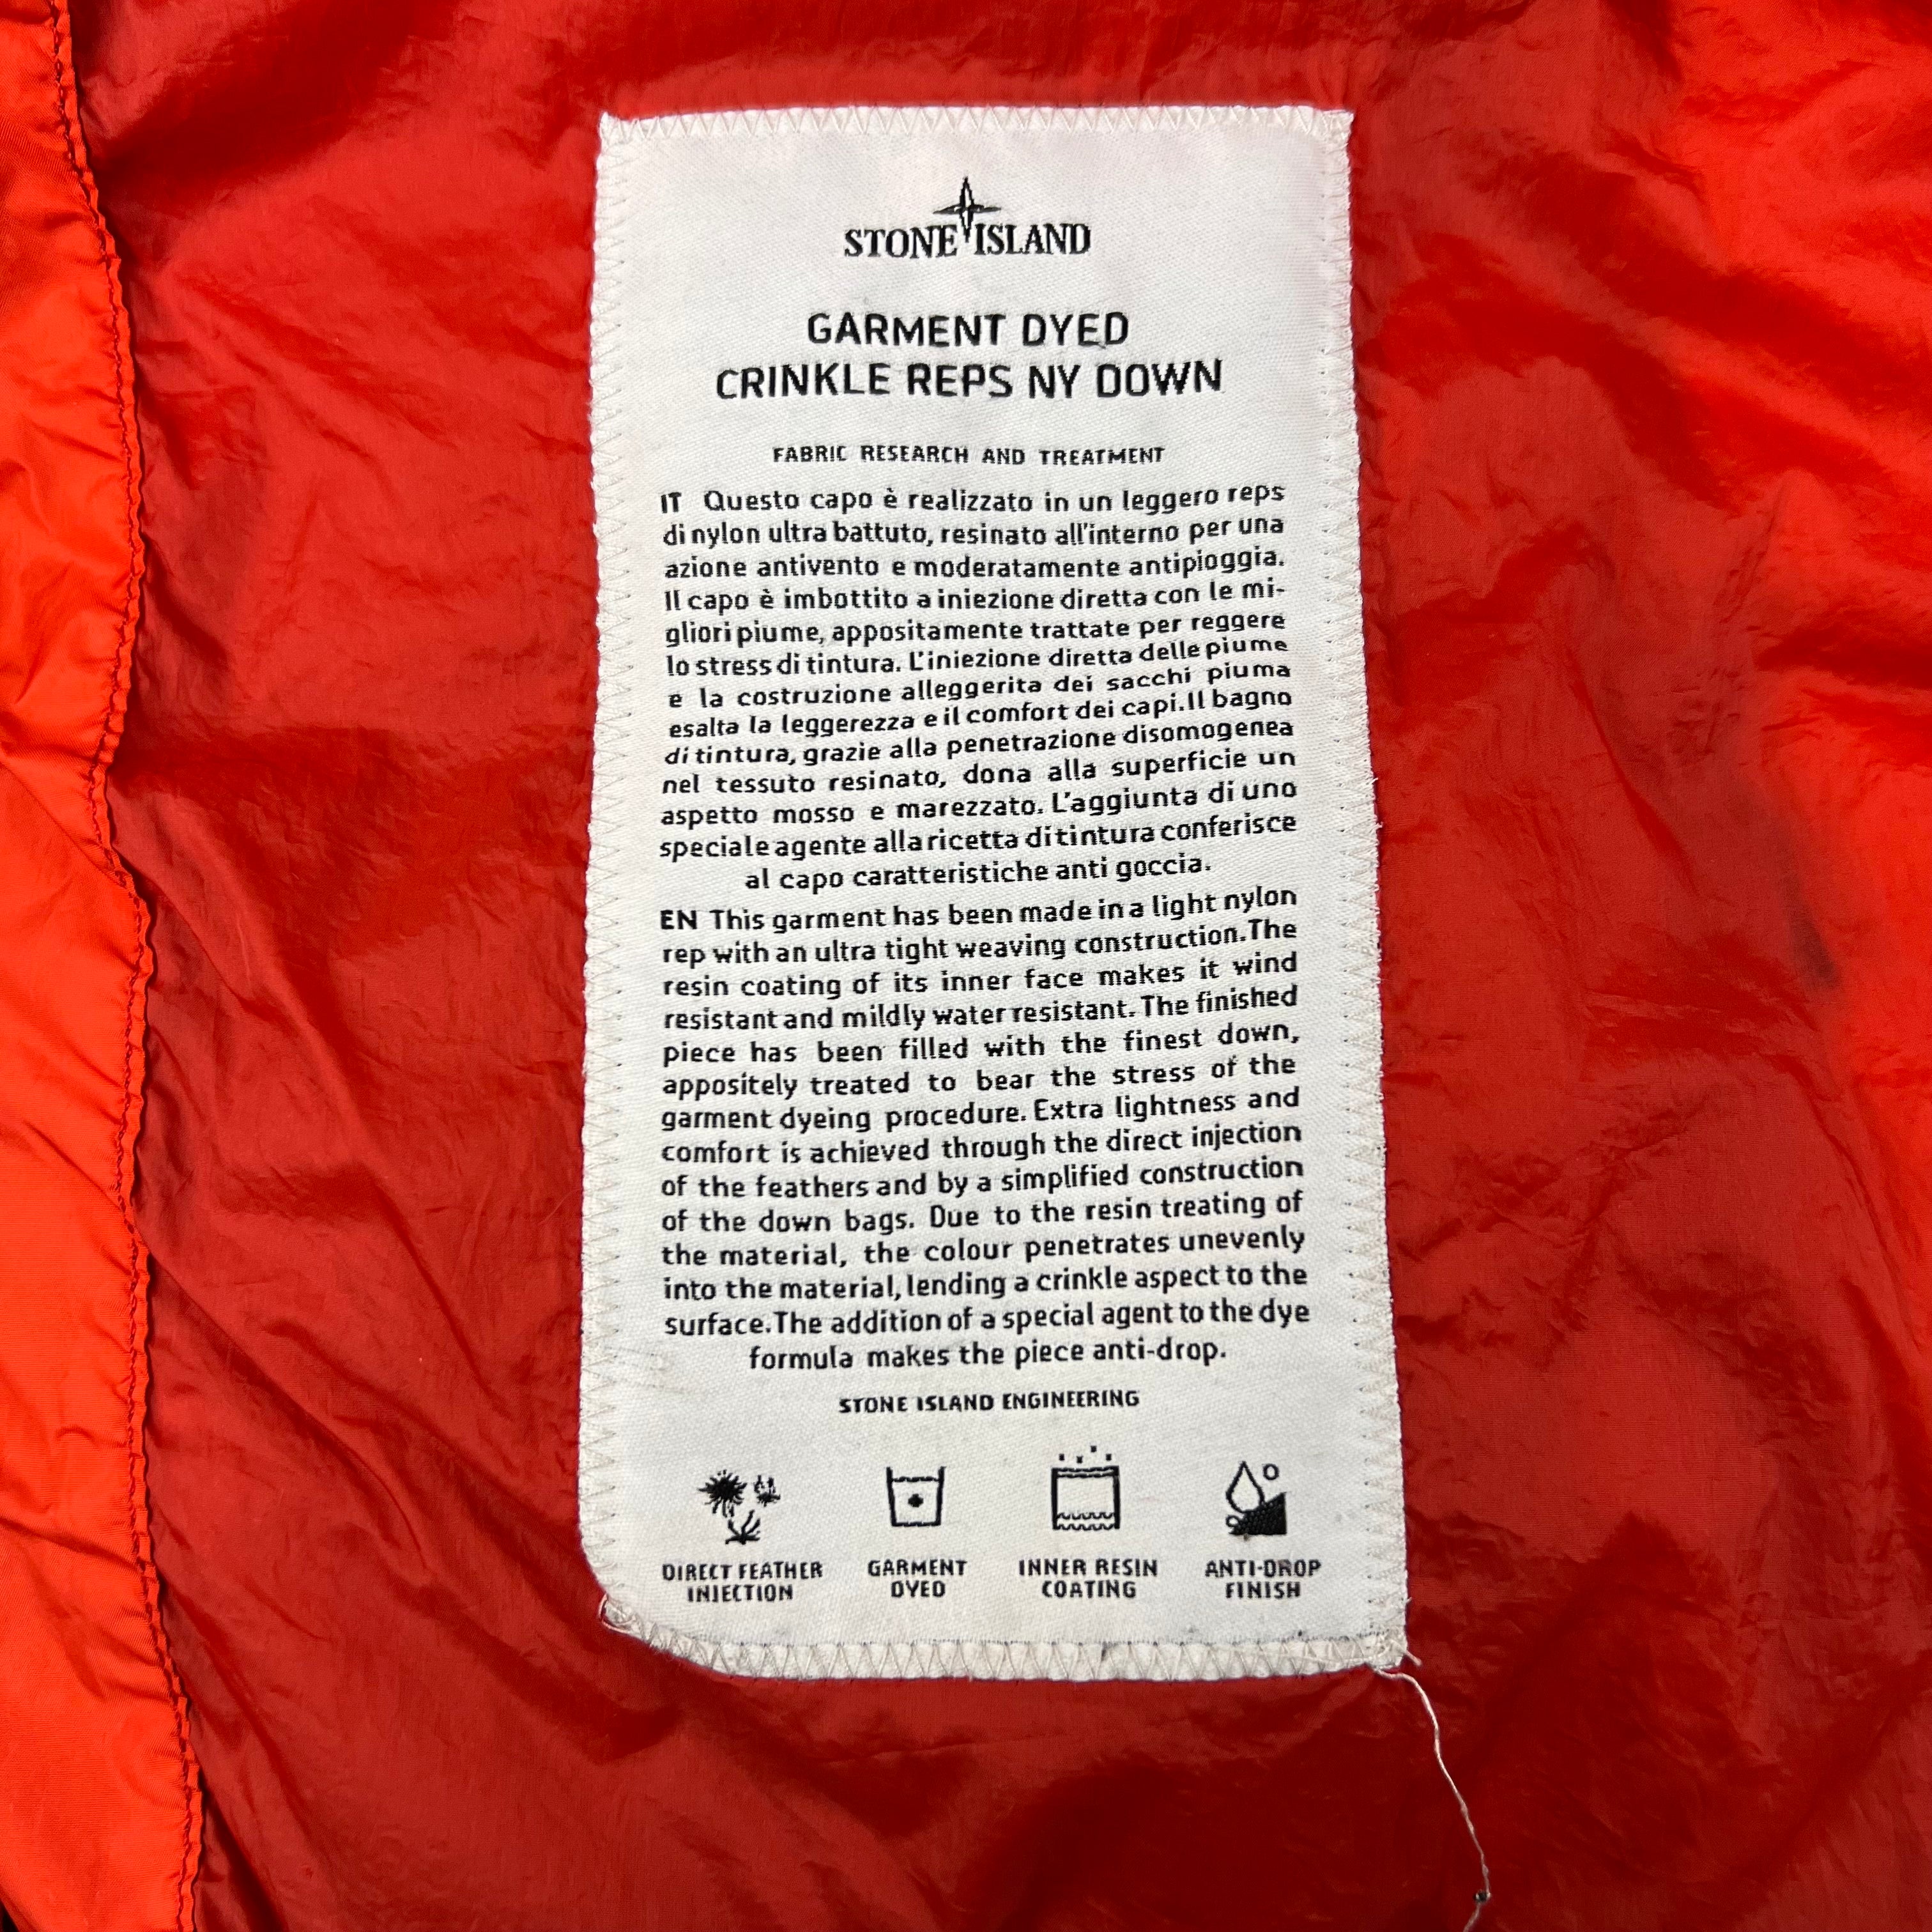 STONE ISLAND
GARMENT DYED
CRINKLE REPS NY DOWN
FABRIC RESEARCH AND TREATMENT
IT Questo capo è realizzato in un leggero reps
di nylon ultra battuto, resinato all'interno per una
azione antivento e moderatamente antipioggia.
Il capo è imbottito a iniezione diretta con le mi-
gliori piume, appositamente trattate per reggere
lo stress di tintura. L'iniezione diretta delle piume
e la costruzione alleggerita dei sacchi piuma
esalta la leggerezza e il comfort dei capi.Il bagno
di tintura, grazie alla penetrazione disomogenea
nel tessuto resinato, dona alla superficie un
aspetto mosso e marezzato. L'aggiunta di uno
speciale agente alla ricetta di tintura conferisce
al capo caratteristiche anti goccia.
EN This garment has been made in a light nylon
rep with an ultra tight weaving construction.The
resin coating of its inner face makes it wind
resistant and mildly water resistant. The finished
piece has been filled with the finest down,
appositely treated to bear the stress of the
garment dyeing procedure. Extra lightness and
comfort is achieved through the direct injection
of the feathers and by a simplified construction
of the down bags. Due to the resin treating of
the material, the colour penetrates unevenly
into the material, lending a crinkle aspect to the
surface.The addition of a special agent to the dye
formula makes the piece anti-drop.
STONE ISLAND ENGINEERING
DIRECT FEATHER
INJECTION
GARMENT
DYED
INNER RESIN
COATING
ANTI-DROP
FINISH